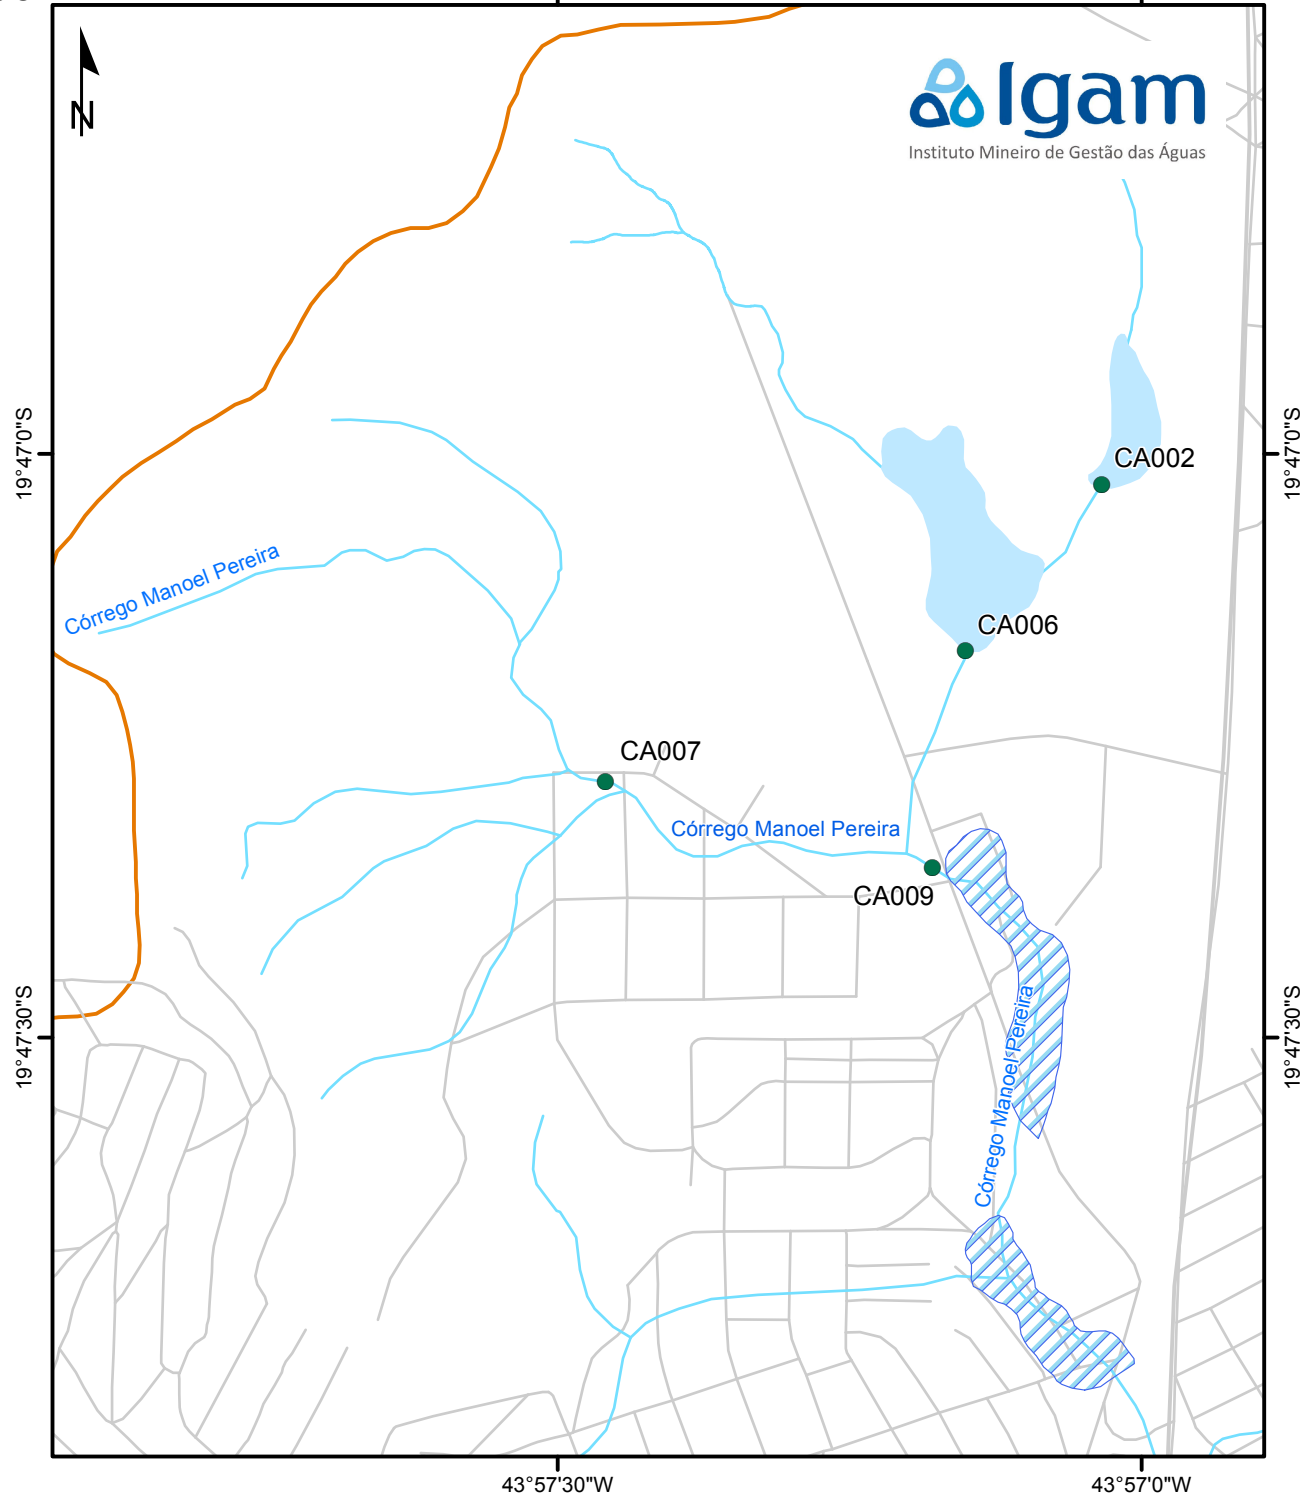 N
Igam
Instituto Mineiro de Gestão das Águas
19°47'0"S
19°47'0"S
CA002
Córrego Manoel Pereira
CA006
CA007
Córrego Manoel Pereira
CA009
Córrego Manoel Pereira
19°47'30"S
19°47'30"S
43°57'30"W
43°57'0"W